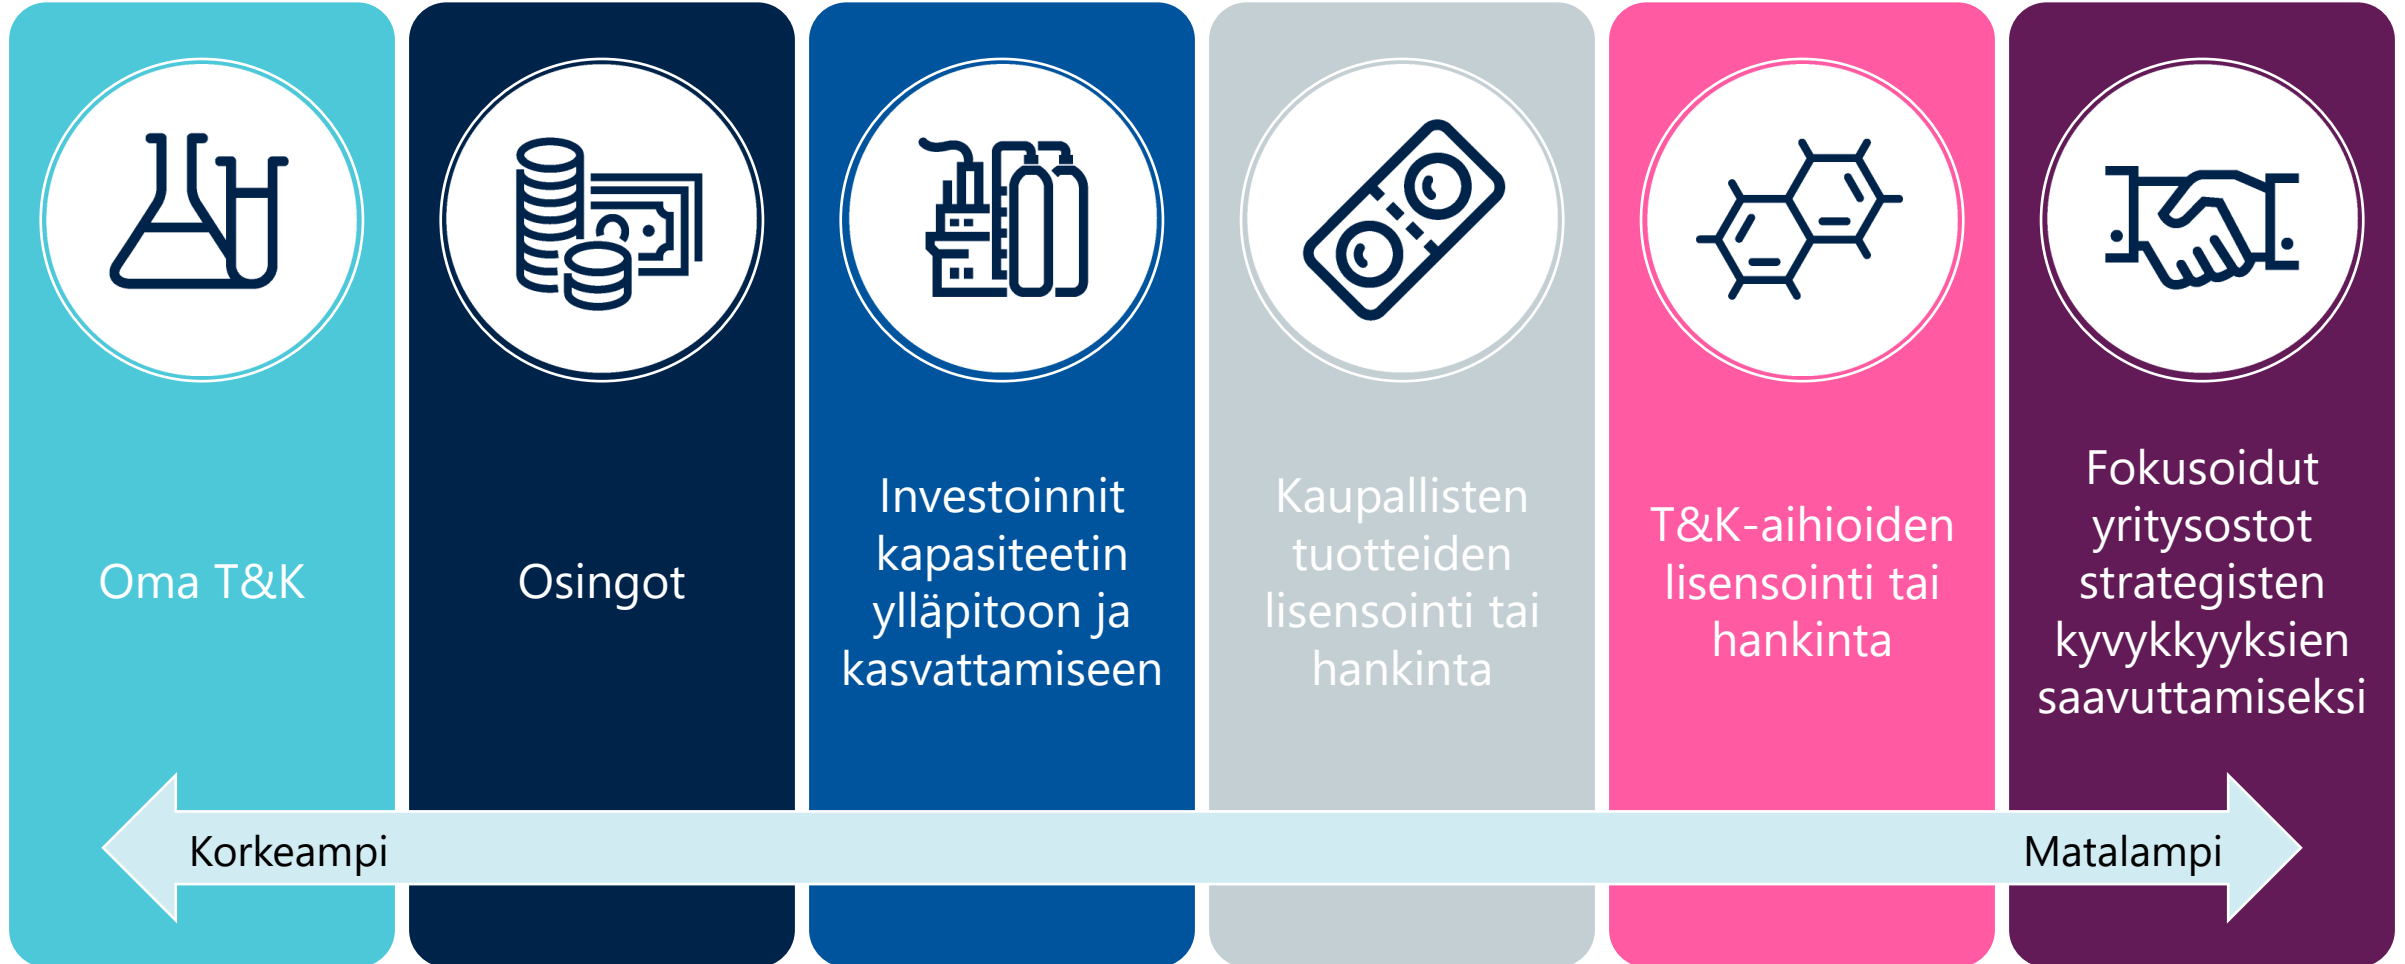 Oma T&K
Osingot
Investoinnit
kapasiteetin
ylläpitoon ja
kasvattamiseen
Kaupallisten
tuotteiden
lisensointi tai
hankinta
T&K-aihioiden
lisensointi tai
hankinta
Fokusoidut
yritysostot
strategisten
kyvykkyyksien
saavuttamiseksi
Korkeampi
Matalampi